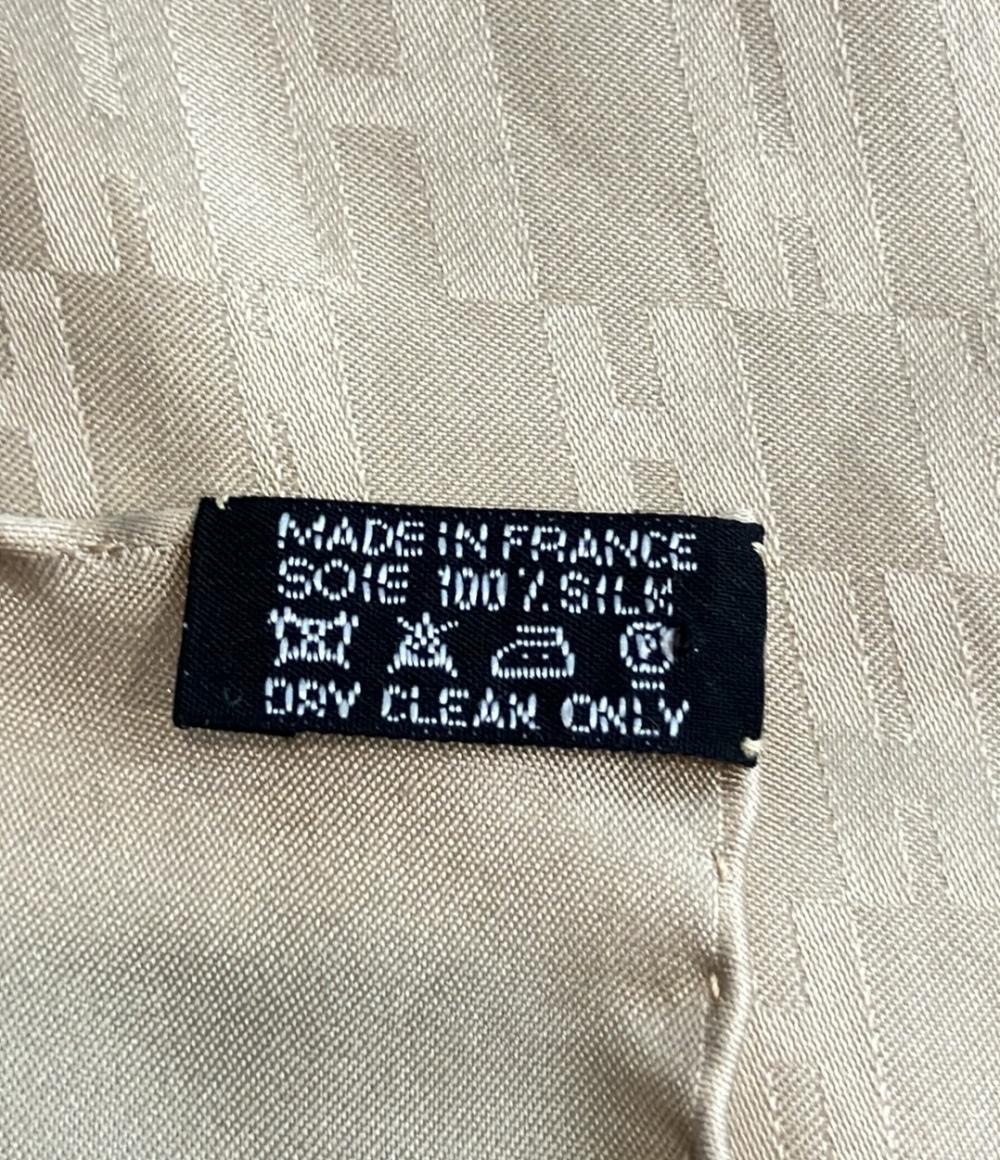 MADE IN FRANCE
SOIE 100% SILK
P
DRY CLEAN ONLY